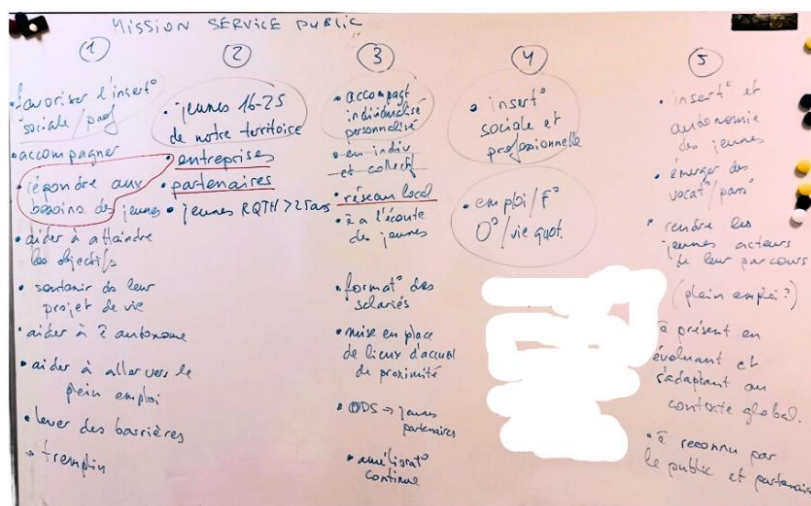 MISSION SERVICE PUBLIC
1
• favoriser l'insert°
sociale/prof
• accompagner
• répondre aux
besoins des jeunes
• aider à atteindre
les objectifs
• soutenir ds leur
projet de vie
• aider à ê autonome
• aider à aller vers le
plein emploi
• lever des barrières
→ tremplin
2
• jeunes 16-25
de notre territoire
• entreprises
• partenaires
• jeunes RQTH > 25 ans
3
• accompagt
individualisé
personnalisé
• en indiv
et collectif
• réseau local
• ê à l'écoute
des jeunes
• format° des
salariés
• mise en place
de lieux d'accueil
de proximité
• ODS → jeunes
partenaires
• améliorat°
continue
4
• insert°
sociale et
professionnelle
• emploi/F°
O°/vie quot.
5
• insert° et
autonomie
des jeunes
• émerger des
vocat°/pass°
• rendre les
jeunes acteurs
de leur parcours
(plein emploi?)
ê présent en
évoluant et
s'adaptant au
contexte global.
• ê reconnu par
le public et partenaires